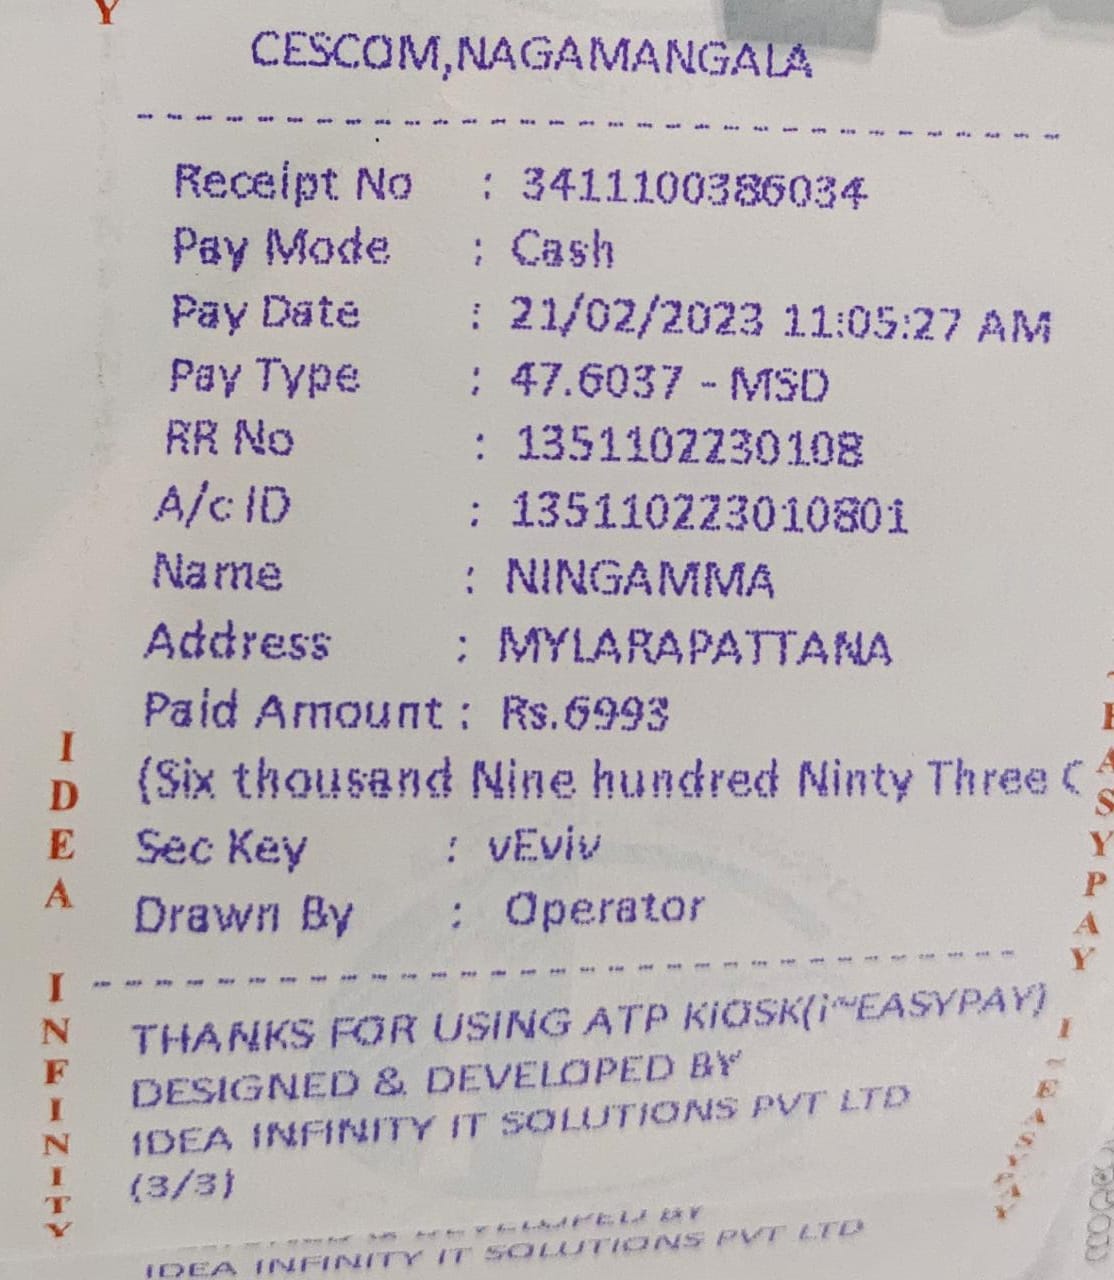 CESCOM,NAGAMANGALA
--------------------------------
Receipt No : 3411100386034
Pay Mode : Cash
Pay Date : 21/02/2023 11:05:27 AM
Pay Type : 47.6037 - MSD
RR No : 1351102230108
A/c ID : 135110223010801
Name : NINGAMMA
Address : MYLARAPATTANA
Paid Amount : Rs.6993
(Six thousand Nine hundred Ninty Three
Sec Key : vEviv
Drawn By : Operator
--------------------------------
THANKS FOR USING ATP KIOSK(i~EASYPAY)
DESIGNED & DEVELOPED BY
IDEA INFINITY IT SOLUTIONS PVT LTD
(3/3)
IDEA INFINITY IT SOLUTIONS PVT LTD
IDEA INFINITY
I~EASYPAY